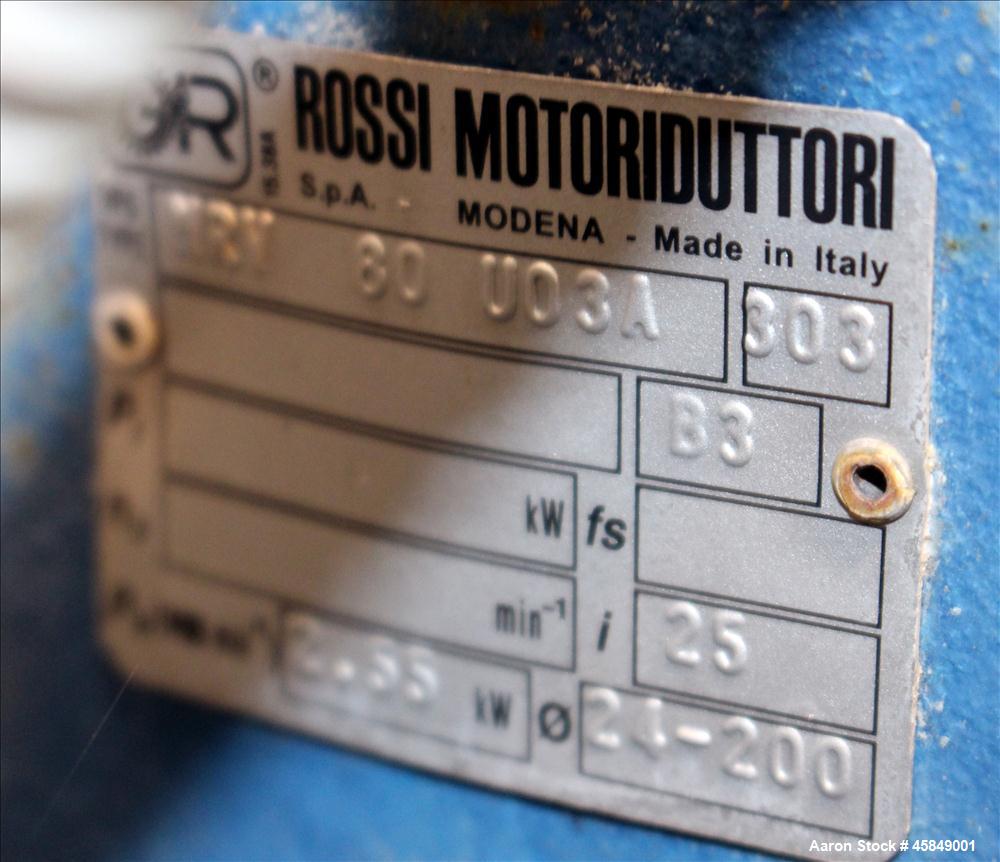 GR ® ROSSI MOTORIDUTTORI
S.p.A. - MODENA - Made in Italy
80 U03A 303
B3
kW fs
min⁻¹ i 25
kW Ø 24-200
Aaron Stock # 45849001